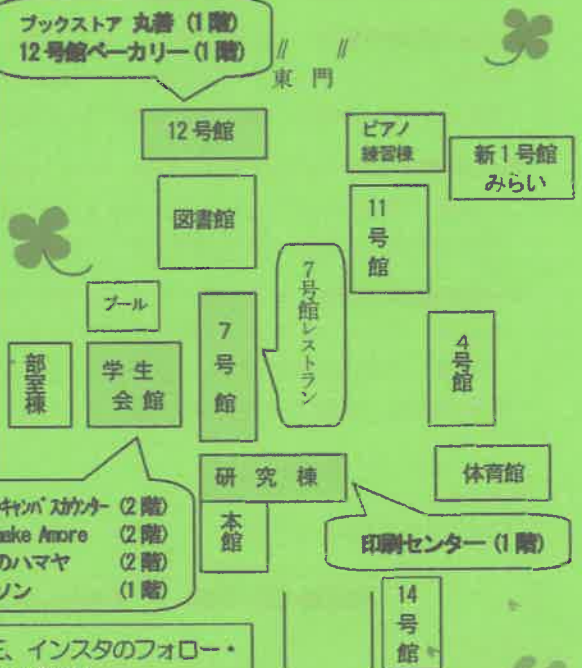 ブックストア 丸善 (1階)
12号館ベーカリー (1階)
東 門
12号館
ピアノ
練習棟
新1号館
みらい
図書館
11号館
7号館レストラン
プール
7号館
4号館
部室棟
学 生
会 館
研 究 棟
体育館
本館
キャンパスカウンター (2階)
ake Amore (2階)
のハマヤ (2階)
ソン (1階)
印刷センター (1階)
14号館
E、インスタのフォロー・